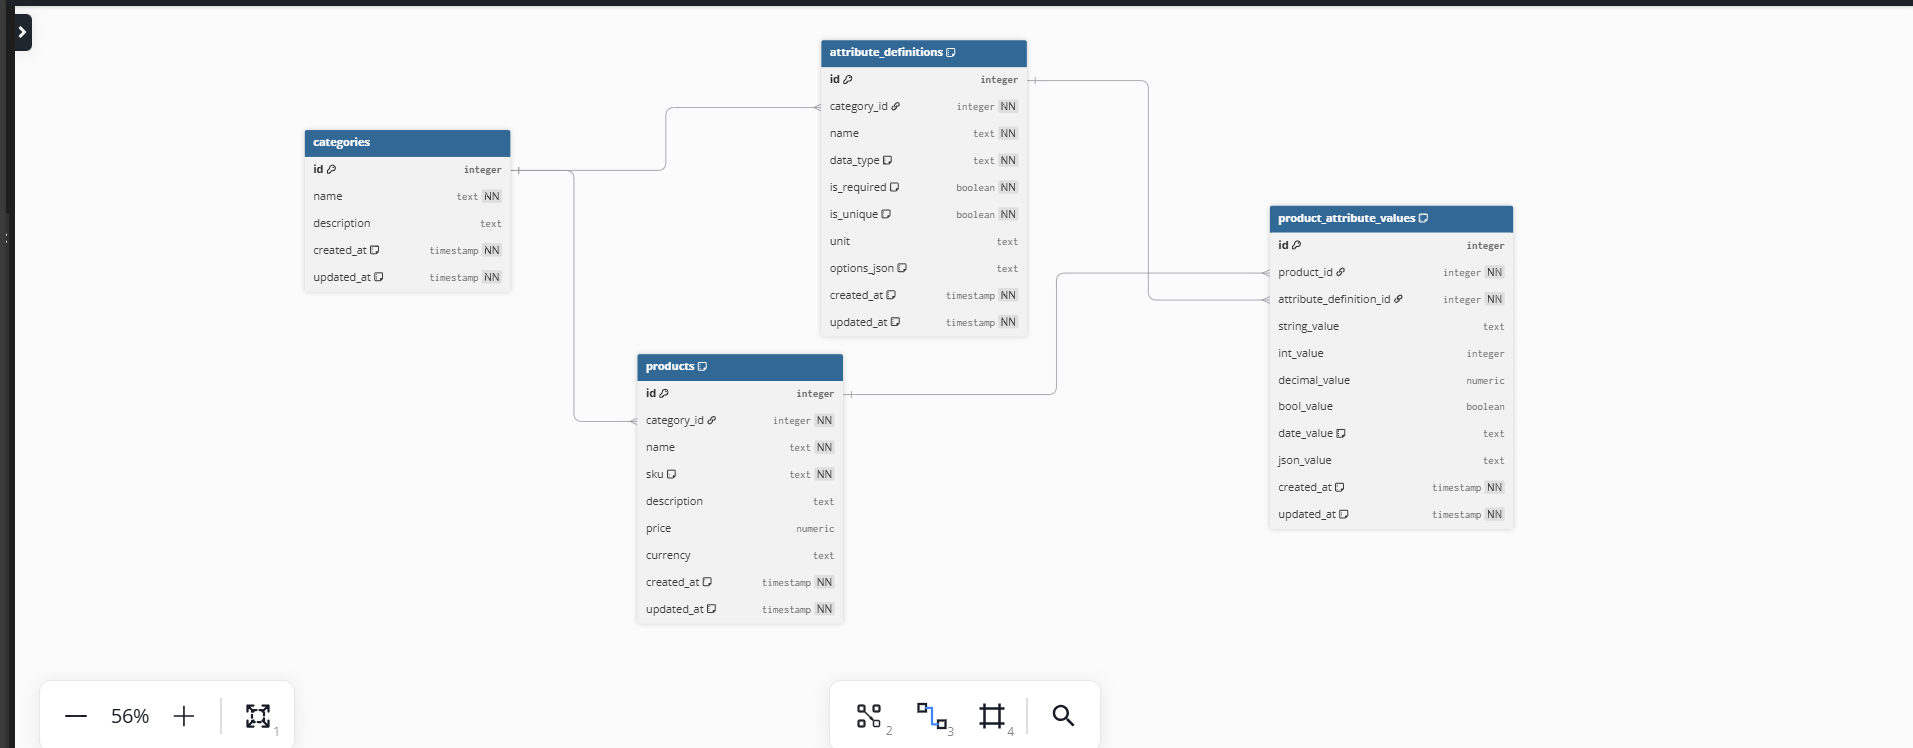 categories
id integer
name text NN
description text
created_at timestamp NN
updated_at timestamp NN
attribute_definitions
id integer
category_id integer NN
name text NN
data_type text NN
is_required boolean NN
is_unique boolean NN
unit text
options_json text
created_at timestamp NN
updated_at timestamp NN
products
id integer
category_id integer NN
name text NN
sku text NN
description text
price numeric
currency text
created_at timestamp NN
updated_at timestamp NN
product_attribute_values
id integer
product_id integer NN
attribute_definition_id integer NN
string_value text
int_value integer
decimal_value numeric
bool_value boolean
date_value text
json_value text
created_at timestamp NN
updated_at timestamp NN
56% 1 2 3 4